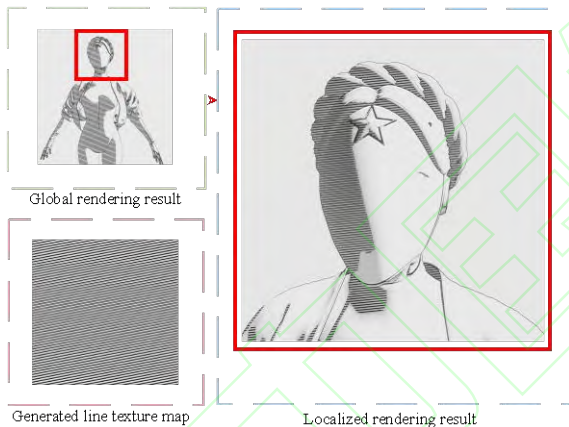 Global rendering result
Generated line texture map
Localized rendering result